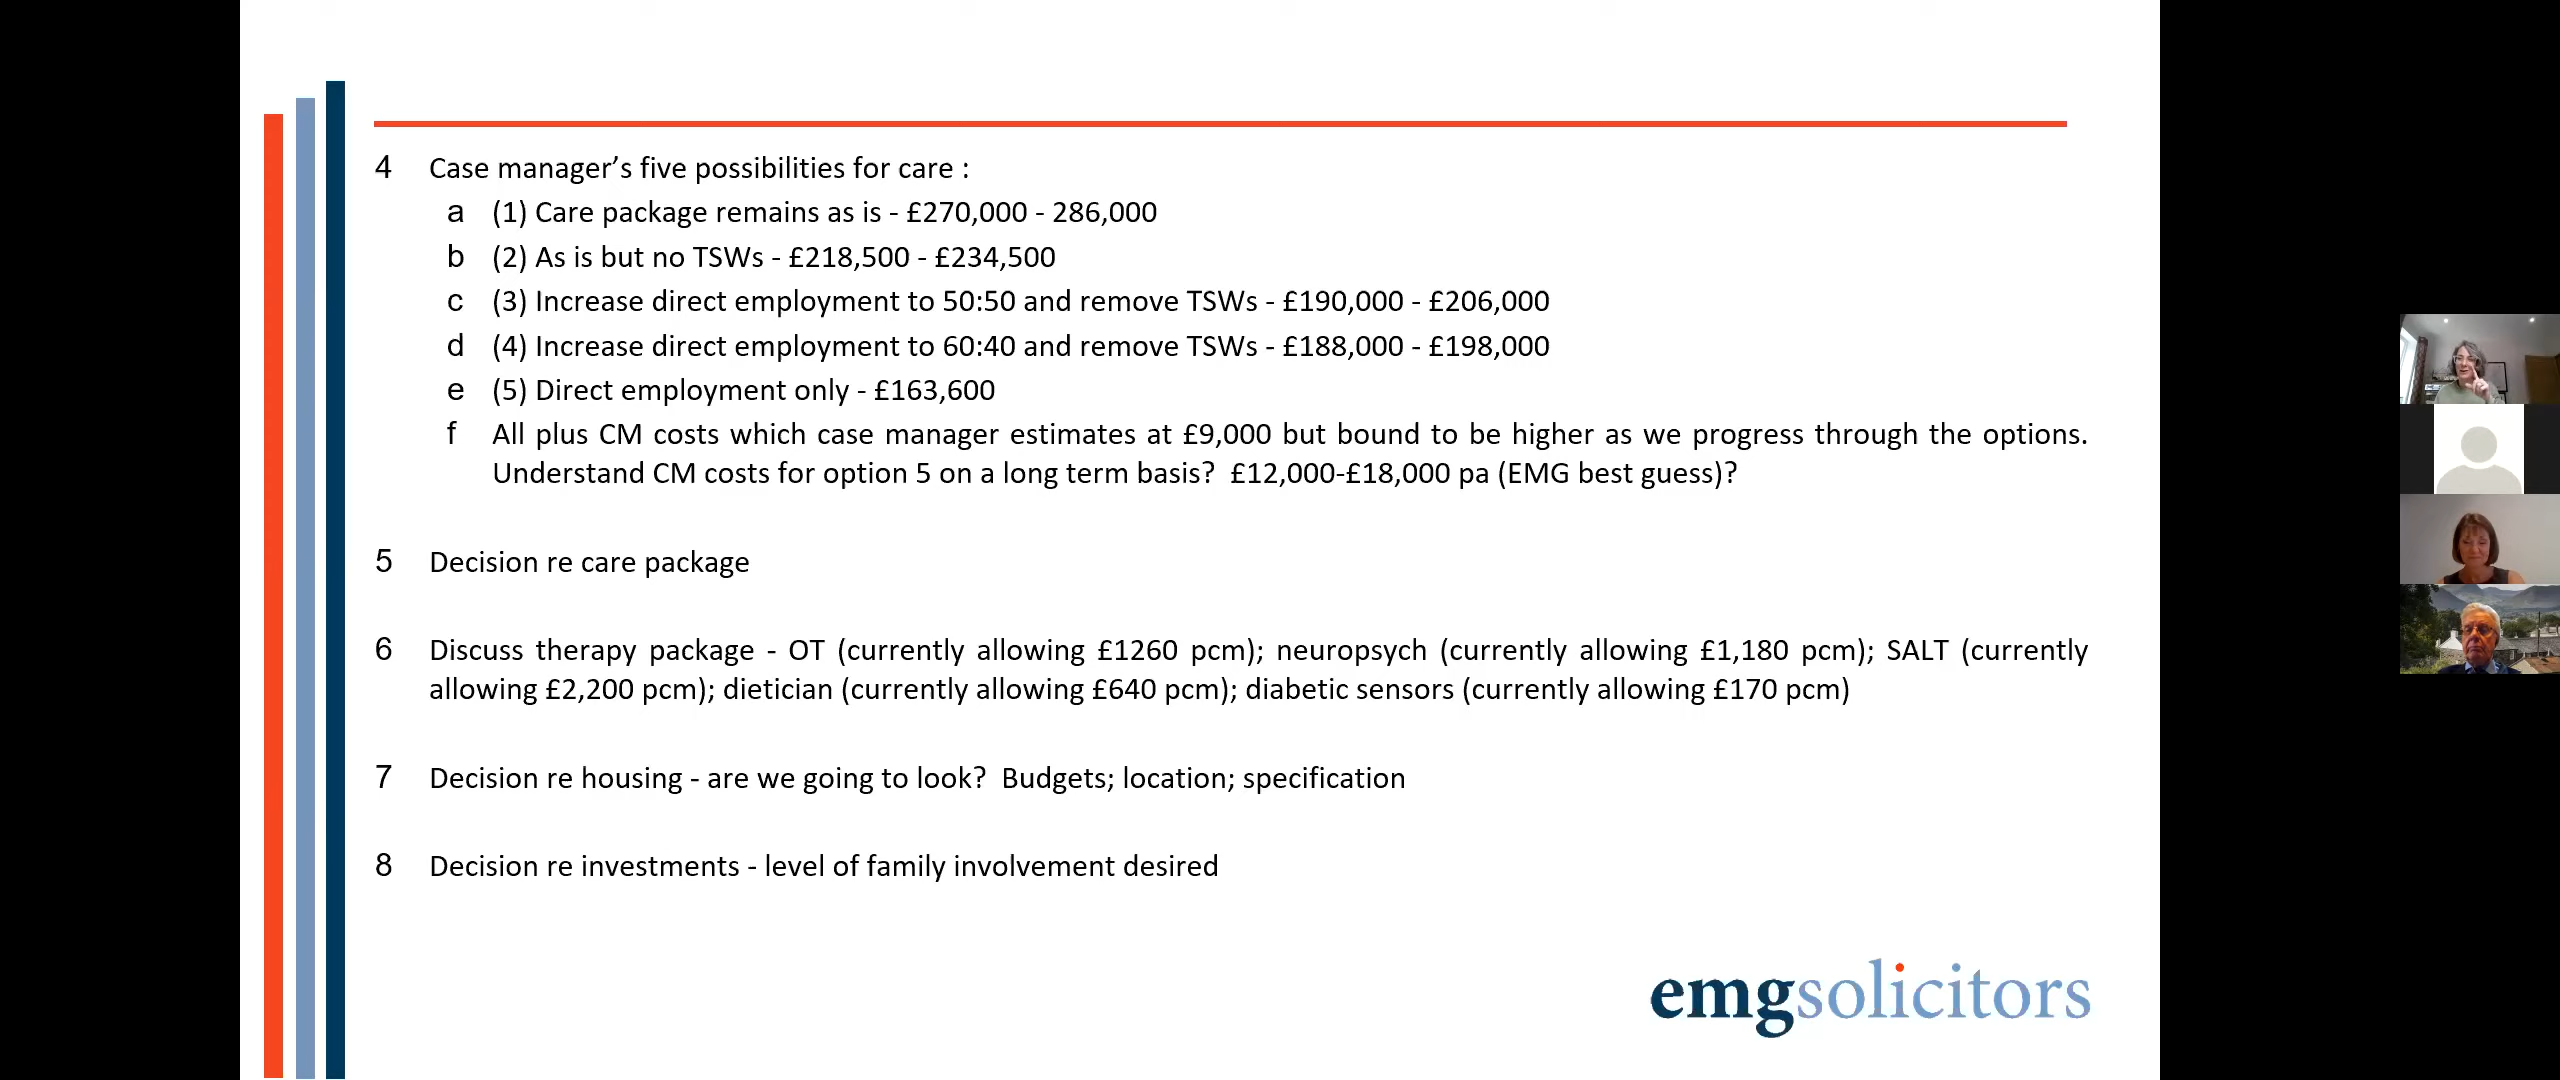 4 Case manager’s five possibilities for care :
a (1) Care package remains as is - £270,000 - 286,000
b (2) As is but no TSWs - £218,500 - £234,500
c (3) Increase direct employment to 50:50 and remove TSWs - £190,000 - £206,000
d (4) Increase direct employment to 60:40 and remove TSWs - £188,000 - £198,000
e (5) Direct employment only - £163,600
f All plus CM costs which case manager estimates at £9,000 but bound to be higher as we progress through the options.
Understand CM costs for option 5 on a long term basis? £12,000-£18,000 pa (EMG best guess)?
5 Decision re care package
6 Discuss therapy package - OT (currently allowing £1260 pcm); neuropsych (currently allowing £1,180 pcm); SALT (currently
allowing £2,200 pcm); dietician (currently allowing £640 pcm); diabetic sensors (currently allowing £170 pcm)
7 Decision re housing - are we going to look? Budgets; location; specification
8 Decision re investments - level of family involvement desired
emgsolicitors